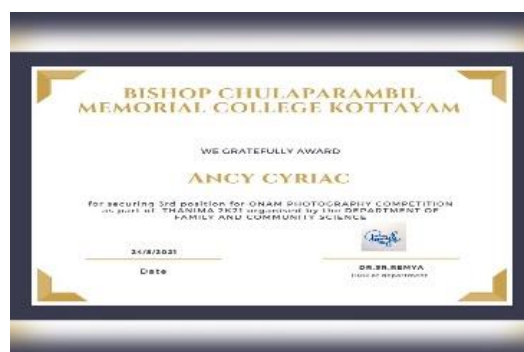 BISHOP CHULAPARAMBIL
MEMORIAL COLLEGE KOTTAYAM
WE GRATEFULLY AWARD
ANCY CYRIAC
for securing 3rd position for ONAM PHOTOGRAPHY COMPETITION
as part of THANIMA 2K21 organised by the DEPARTMENT OF
FAMILY AND COMMUNITY SCIENCE
24/8/2021
Date
DR.SR.REMYA